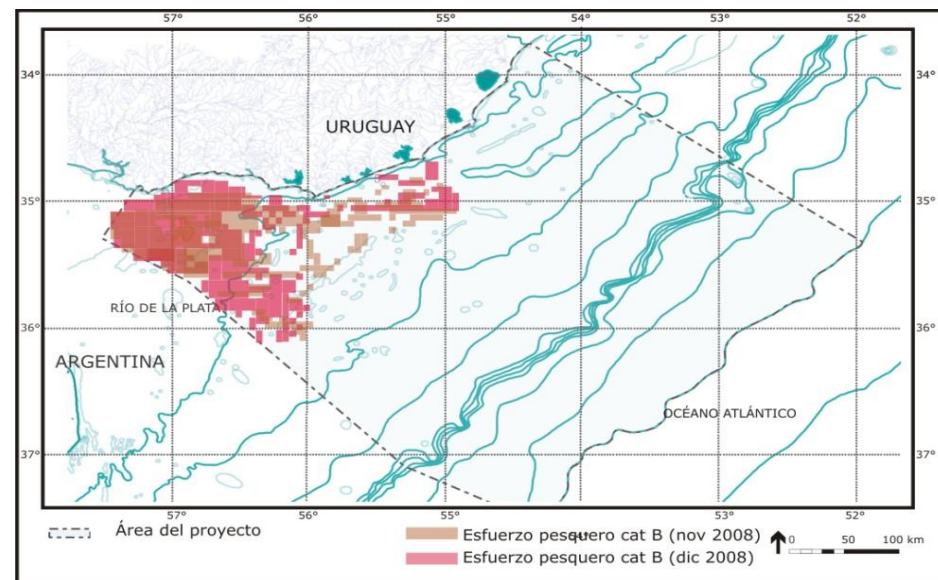 57° 56° 55° 54° 53° 52°
34° 34°
URUGUAY
35° 35°
RÍO DE LA PLATA
36° 36°
ARGENTINA
OCÉANO ATLÁNTICO
37° 37°
57° 56° 55° 54° 53° 52°
Área del proyecto
Esfuerzo pesquero cat B (nov 2008)
Esfuerzo pesquero cat B (dic 2008)
0 50 100 km